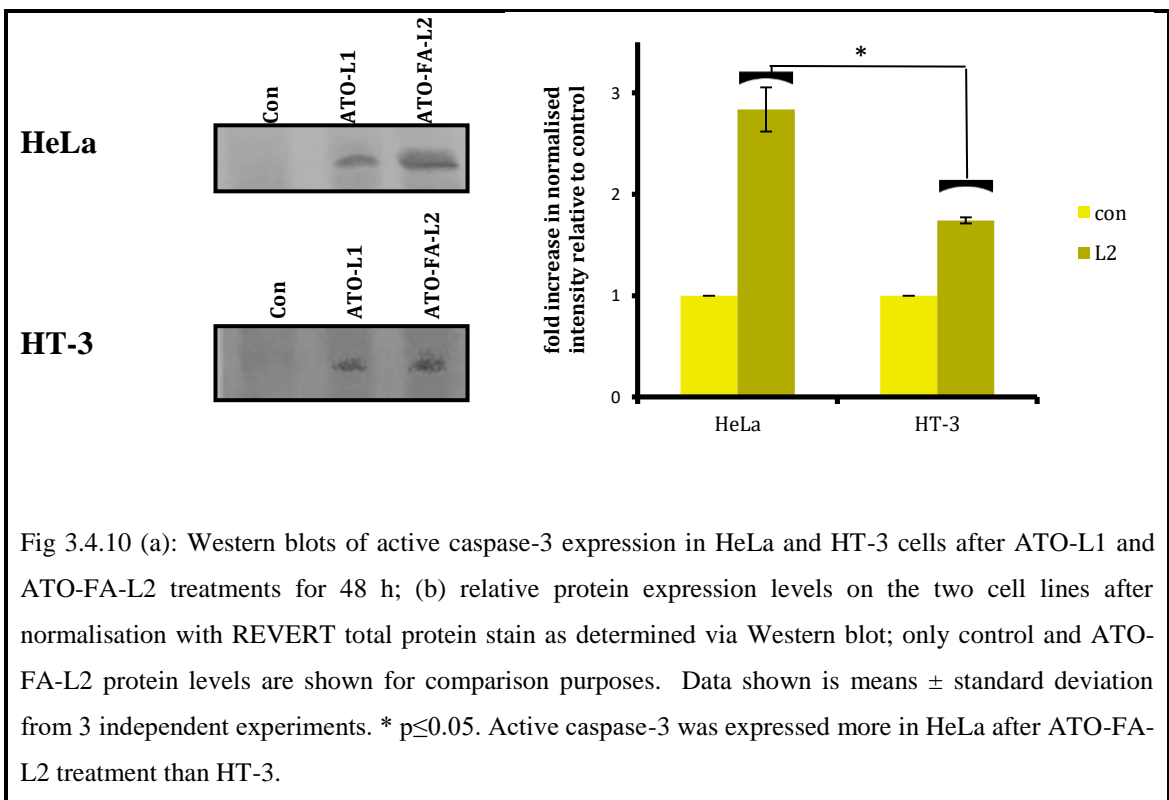 Con
ATO-L1
ATO-FA-L2
HeLa
Con
ATO-L1
ATO-FA-L2
HT-3
fold increase in normalised
intensity relative to control
*
3
2
1
0
HeLa
HT-3
con
L2
Fig 3.4.10 (a): Western blots of active caspase-3 expression in HeLa and HT-3 cells after ATO-L1 and
ATO-FA-L2 treatments for 48 h; (b) relative protein expression levels on the two cell lines after
normalisation with REVERT total protein stain as determined via Western blot; only control and ATO-
FA-L2 protein levels are shown for comparison purposes. Data shown is means ± standard deviation
from 3 independent experiments. * p≤0.05. Active caspase-3 was expressed more in HeLa after ATO-FA-
L2 treatment than HT-3.